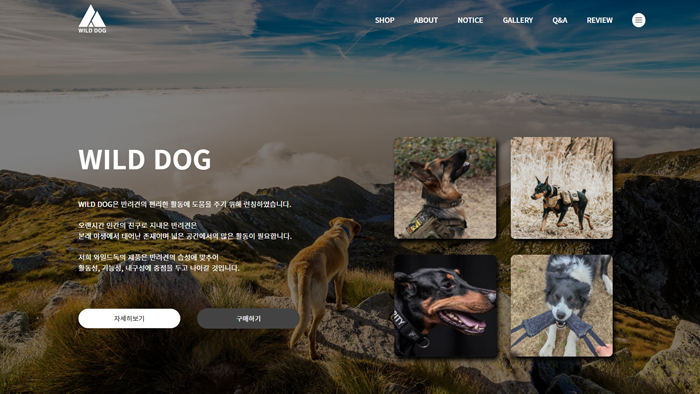 WILD DOG
SHOP
ABOUT
NOTICE
GALLERY
Q&A
REVIEW
WILD DOG
WILD DOG은 반려견의 편리한 활동에 도움을 주기 위해 런칭하였습니다.
오랜시간 인간의 친구로 지내온 반려견은
본래 야생에서 태어난 존재이며 넓은 공간에서의 많은 활동이 필요합니다.
저희 와일드독의 제품은 반려견의 습성에 맞추어
활동성, 기능성, 내구성에 중점을 두고 나아갈 것입니다.
자세히보기
구매하기